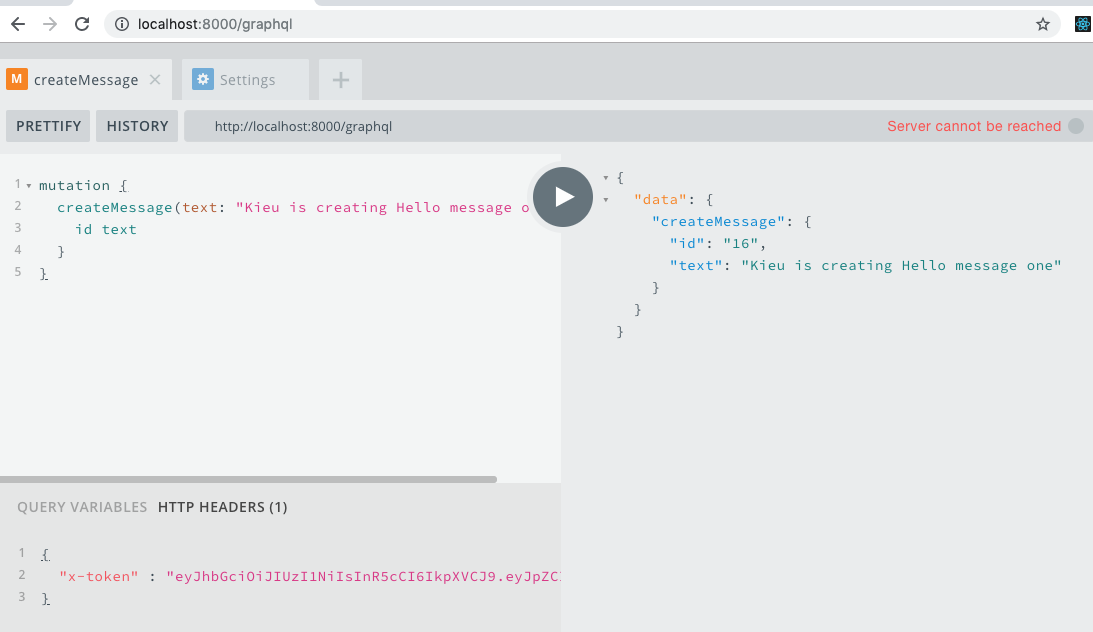 localhost:8000/graphql
M createMessage × Settings +
PRETTIFY HISTORY http://localhost:8000/graphql Server cannot be reached
1 mutation {
2 createMessage(text: "Kieu is creating Hello message o
3 id text
4 }
5 }
{
"data": {
"createMessage": {
"id": "16",
"text": "Kieu is creating Hello message one"
}
}
}
QUERY VARIABLES HTTP HEADERS (1)
1 {
2 "x-token" : "eyJhbGciOiJIUzI1NiIsInR5cCI6IkpXVCJ9.eyJpZCI
3 }